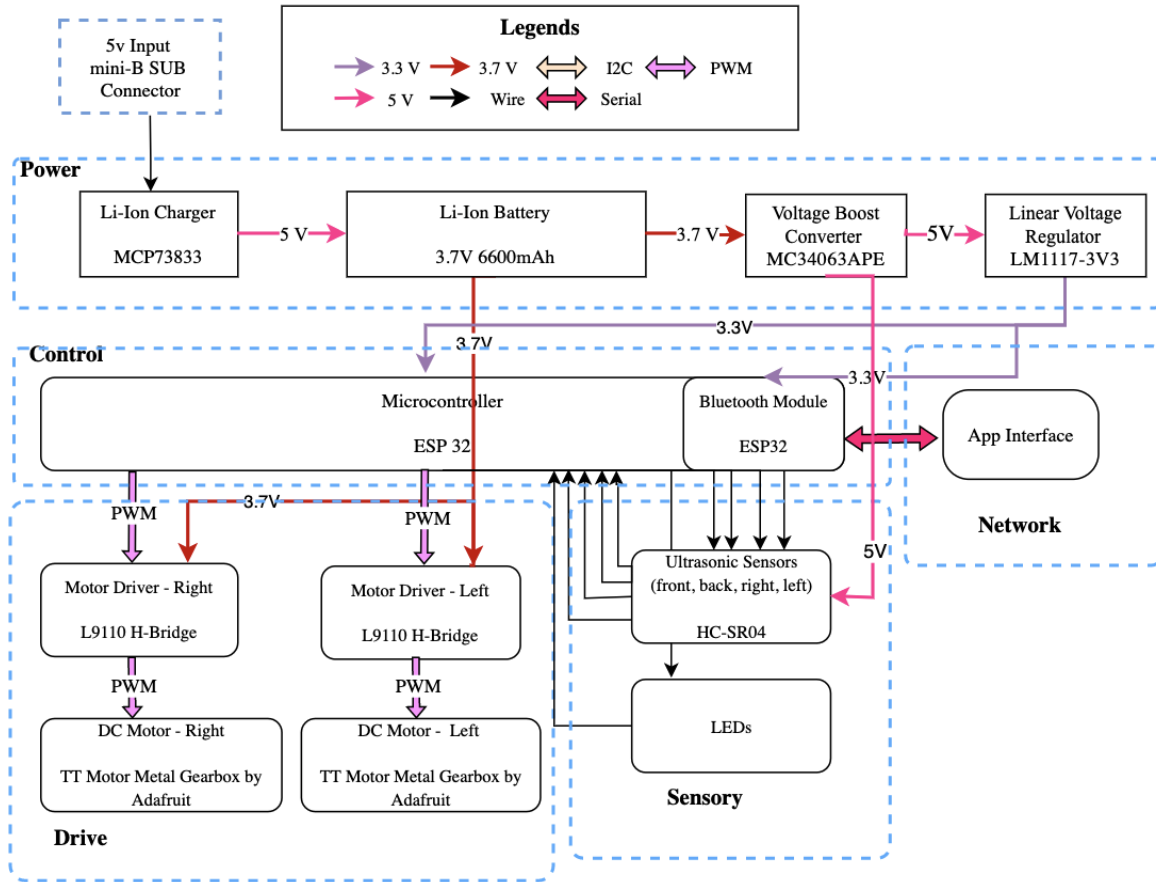 5v Input
mini-B SUB
Connector
Legends
3.3 V
3.7 V
I2C
PWM
5 V
Wire
Serial
Power
Li-Ion Charger
MCP73833
5 V
Li-Ion Battery
3.7V 6600mAh
3.7 V
Voltage Boost
Converter
MC34063APE
5V
Linear Voltage
Regulator
LM1117-3V3
3.3V
3.7V
Control
Microcontroller
ESP 32
Bluetooth Module
ESP32
3.3V
App Interface
Network
PWM
3.7V
PWM
5V
Motor Driver - Right
L9110 H-Bridge
Motor Driver - Left
L9110 H-Bridge
Ultrasonic Sensors
(front, back, right, left)
HC-SR04
PWM
PWM
DC Motor - Right
TT Motor Metal Gearbox by
Adafruit
DC Motor - Left
TT Motor Metal Gearbox by
Adafruit
LEDs
Sensory
Drive